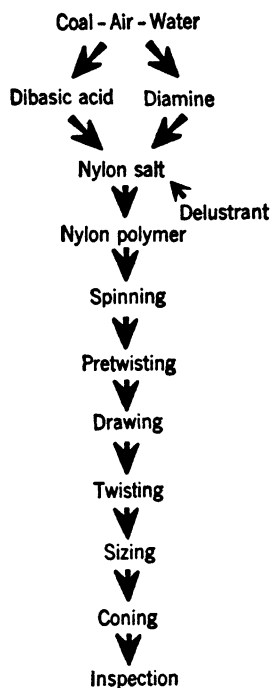 Coal - Air - Water
Dibasic acid Diamine
Nylon salt
Delustrant
Nylon polymer
Spinning
Pretwisting
Drawing
Twisting
Sizing
Coning
Inspection